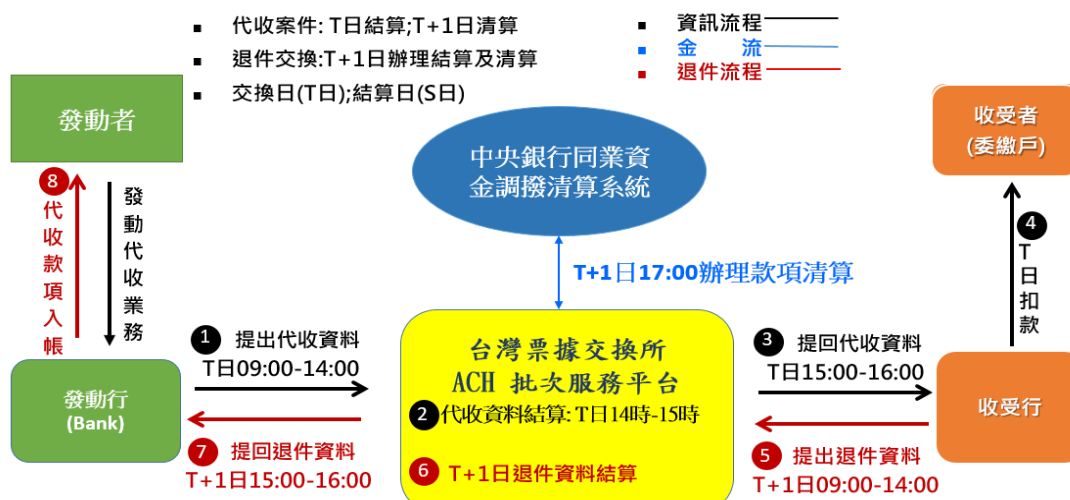 代收案件: T日結算;T+1日清算
退件交換:T+1日辦理結算及清算
交換日(T日);結算日(S日)
資訊流程
金 流
退件流程
發動者
中央銀行同業資
金調撥清算系統
收受者
(委繳戶)
8
代收款項入帳
發動代收業務
4
T日扣款
T+1日17:00辦理款項清算
1 提出代收資料
T日09:00-14:00
台灣票據交換所
ACH 批次服務平台
2 代收資料結算: T日14時-15時
6 T+1日退件資料結算
3 提回代收資料
T日15:00-16:00
發動行
(Bank)
收受行
7 提回退件資料
T+1日15:00-16:00
5 提出退件資料
T+1日09:00-14:00